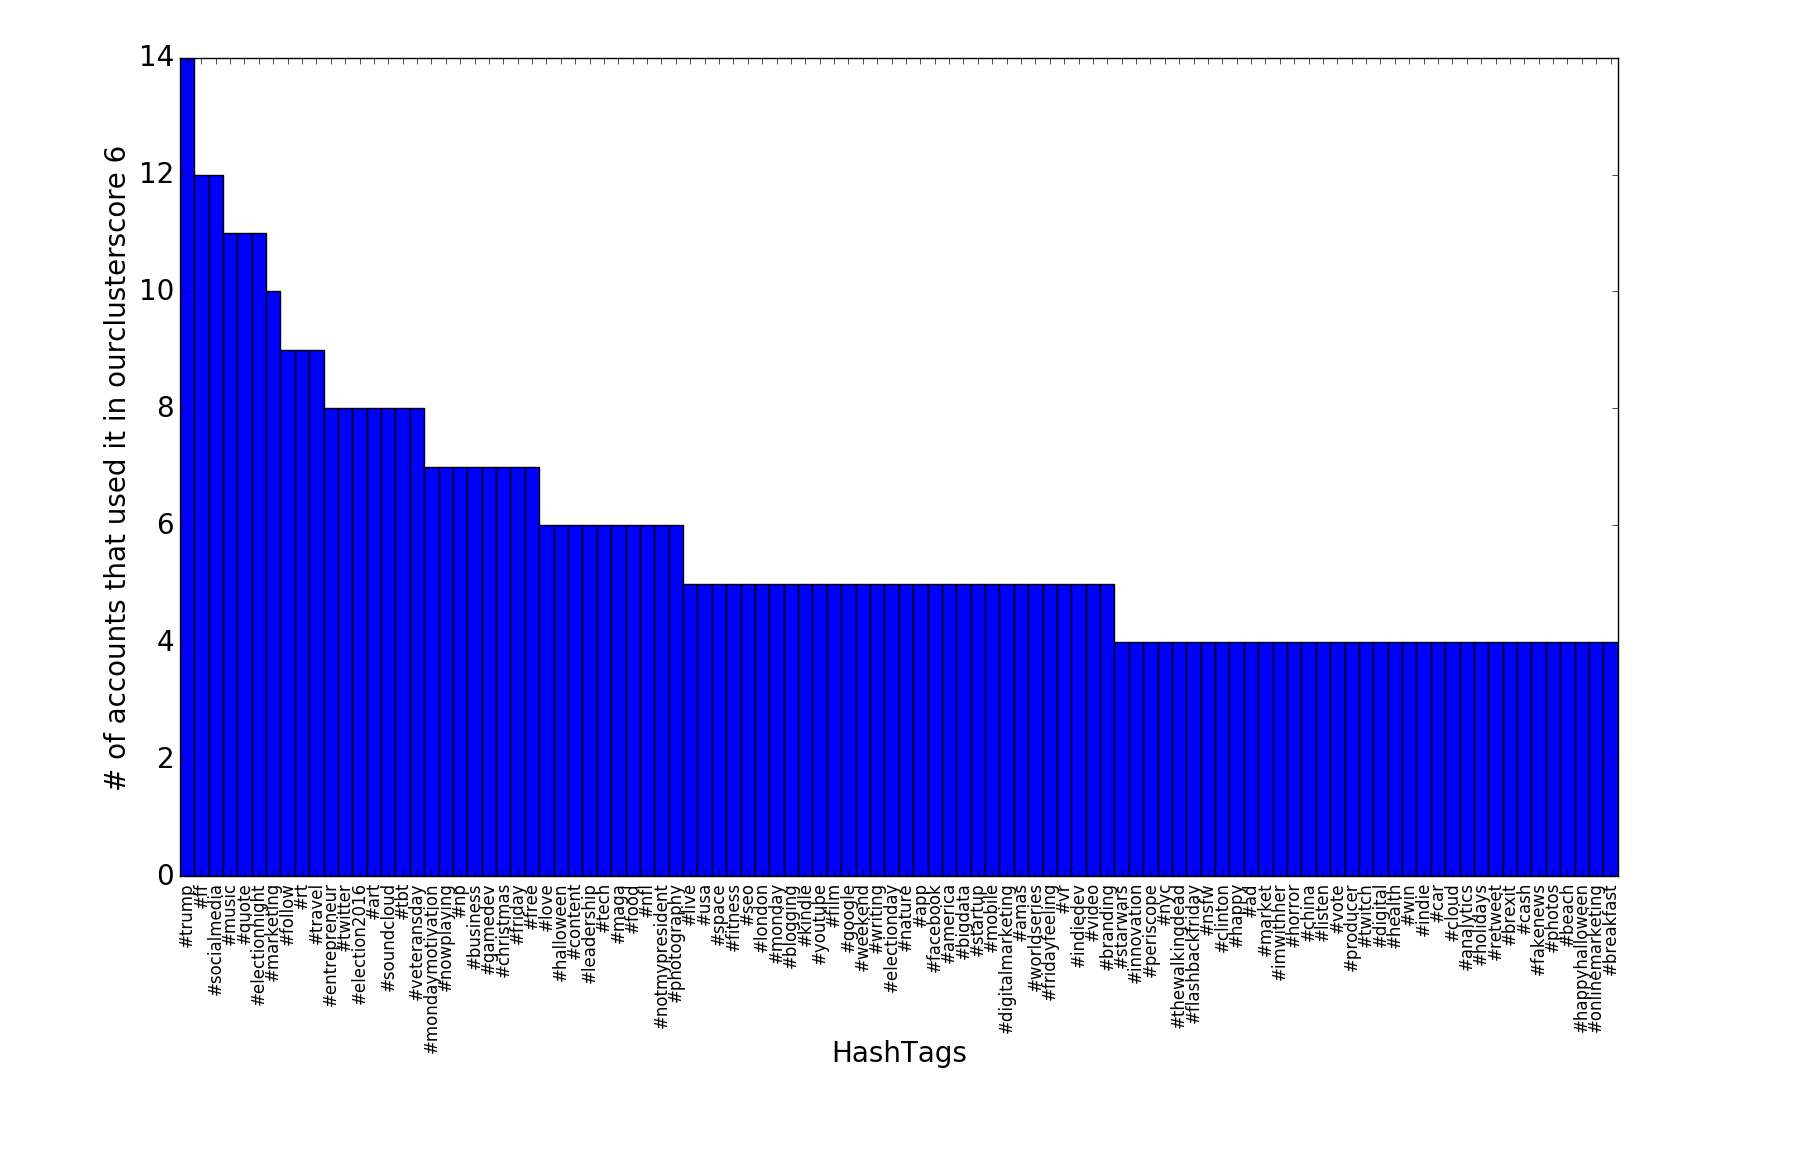 14
12
10
8
6
4
2
0
# of accounts that used it in ourclusterscore 6
#trump
#ff
#socialmedia
#music
#quote
#electionnight
#marketing
#follow
#rt
#travel
#entrepreneur
#twitter
#election2016
#art
#soundcloud
#tbt
#veteransday
#mondaymotivation
#nowplaying
#np
#business
#gamedev
#christmas
#friday
#free
#love
#halloween
#content
#leadership
#tech
#maga
#food
#nfl
#notmypresident
#photography
#live
#usa
#space
#fitness
#seo
#london
#monday
#blogging
#kindle
#youtube
#film
#google
#weekend
#writing
#electionday
#nature
#app
#facebook
#america
#bigdata
#startup
#mobile
#digitalmarketing
#amas
#worldseries
#fridayfeeling
#vr
#indiedev
#video
#branding
#starwars
#innovation
#periscope
#nyc
#thewalkingdead
#flashbackfriday
#nsfw
#clinton
#happy
#ad
#market
#imwithher
#horror
#china
#listen
#vote
#producer
#twitch
#digital
#health
#win
#indie
#car
#cloud
#analytics
#holidays
#retweet
#brexit
#cash
#fakenews
#photos
#beach
#happyhalloween
#onlinemarketing
#breakfast
HashTags